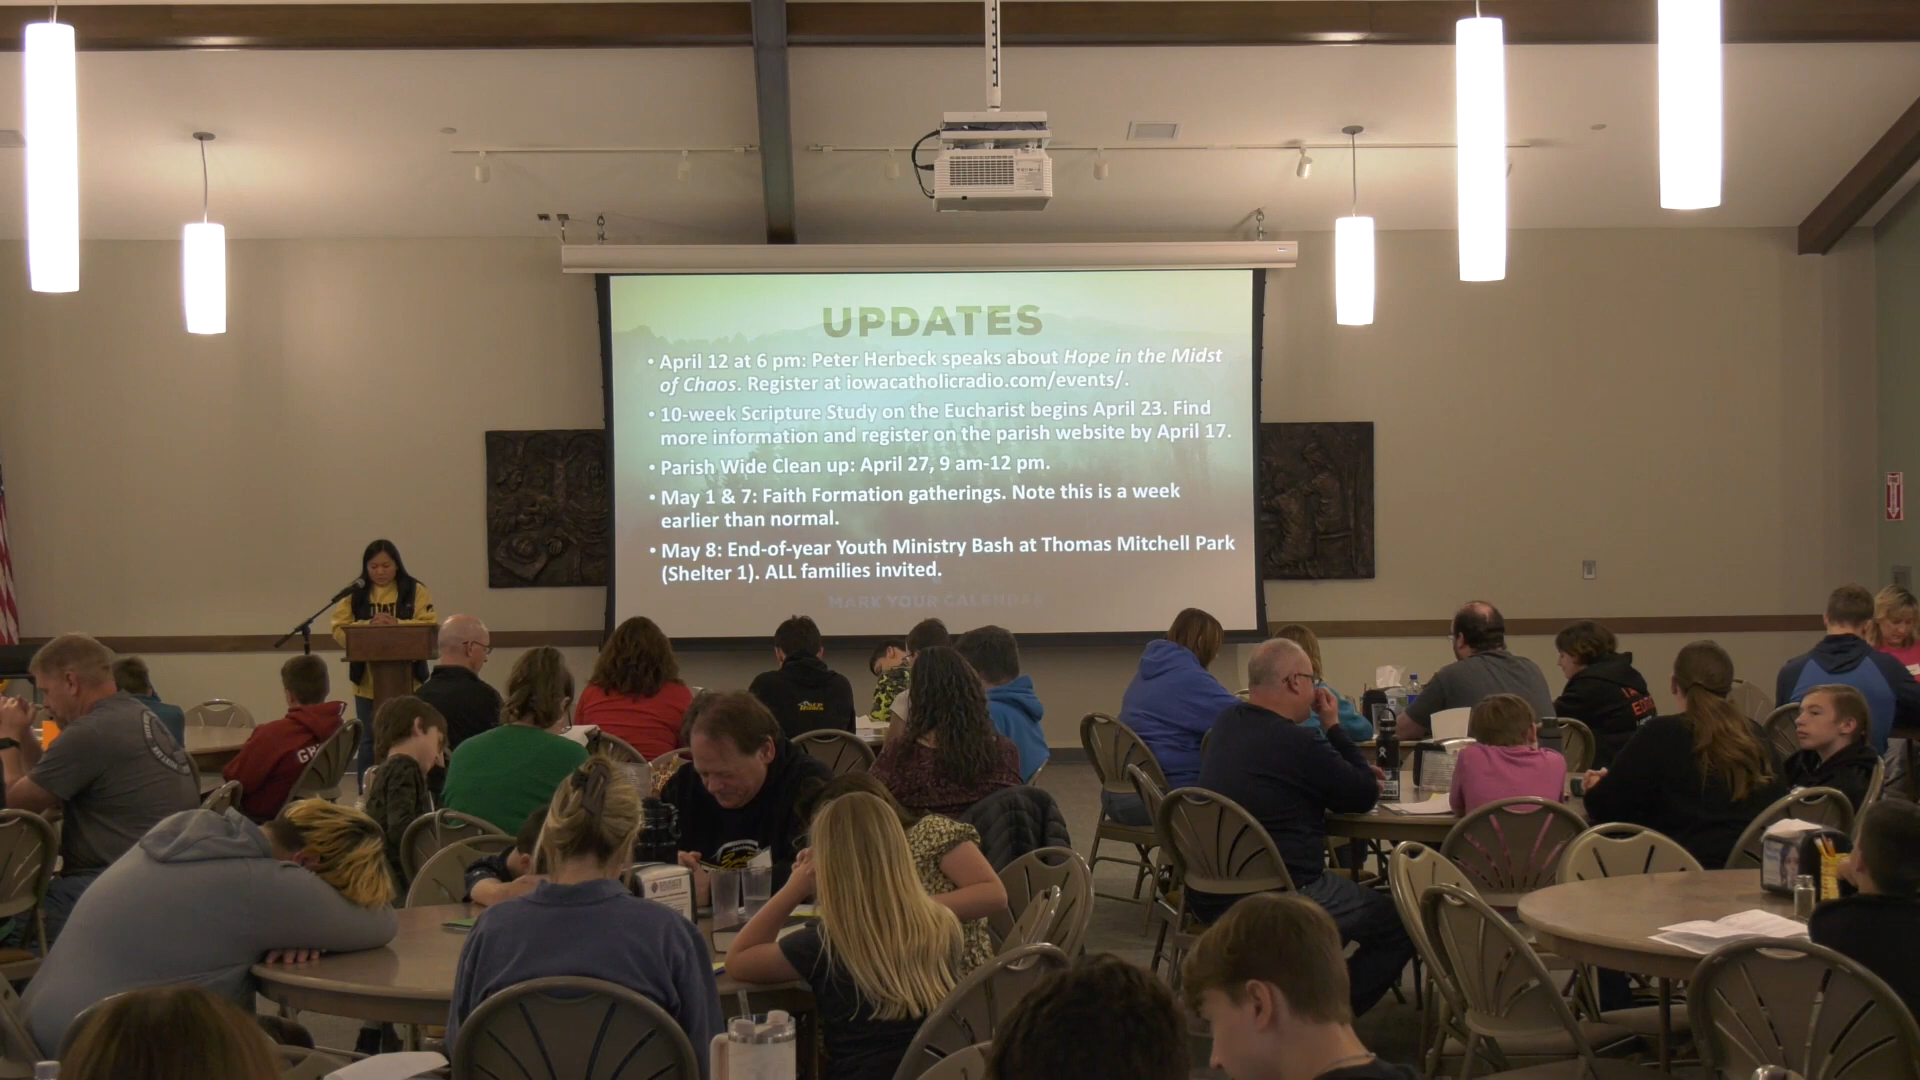 UPDATES
• April 12 at 6 pm: Peter Herbeck speaks about Hope in the Midst
of Chaos. Register at iowacatholicradio.com/events/.
• 10-week Scripture Study on the Eucharist begins April 23. Find
more information and register on the parish website by April 17.
• Parish Wide Clean up: April 27, 9 am-12 pm.
• May 1 & 7: Faith Formation gatherings. Note this is a week
earlier than normal.
• May 8: End-of-year Youth Ministry Bash at Thomas Mitchell Park
(Shelter 1). ALL families invited.
MARK YOUR CALENDAR